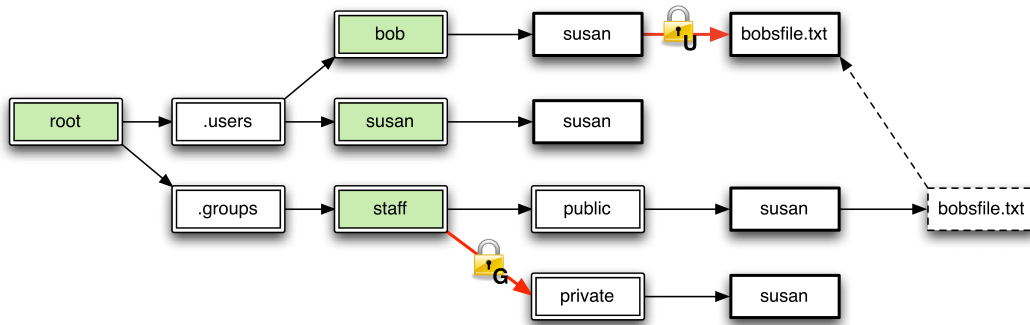 bob
susan
U
bobsfile.txt
root
.users
susan
susan
.groups
staff
public
susan
bobsfile.txt
G
private
susan